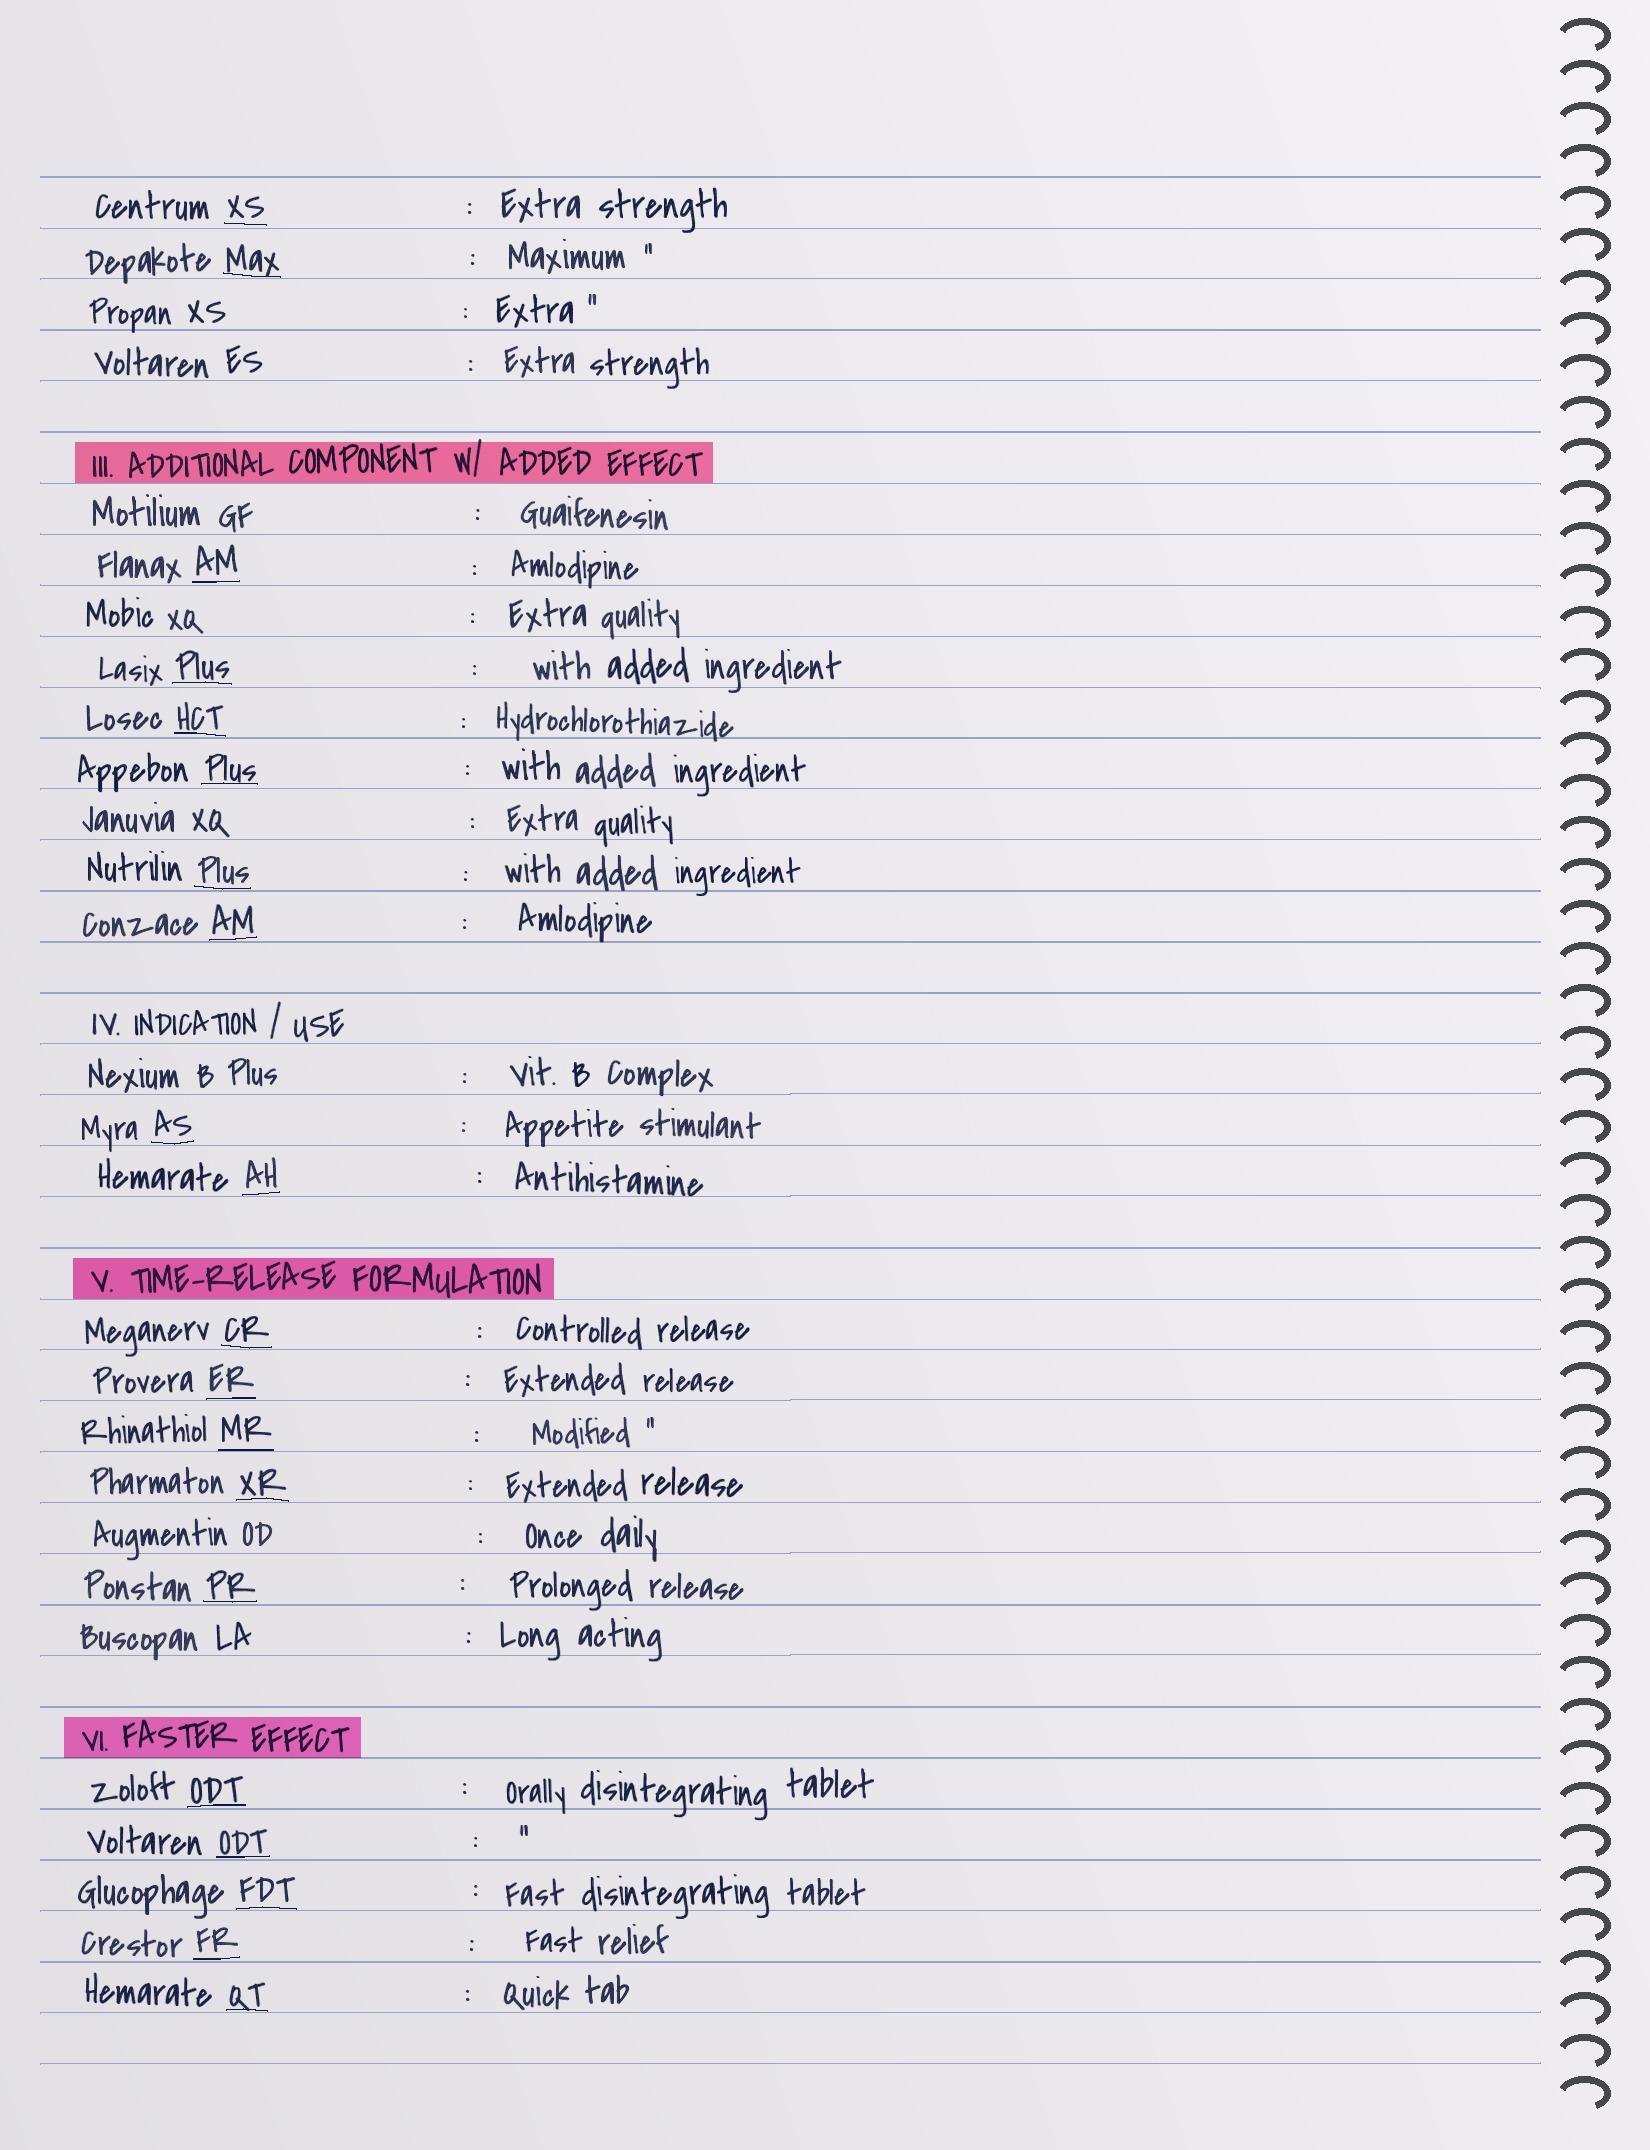 Centrum XS : Extra strength
Depakote Max : Maximum "
Propan XS : Extra "
Voltaren ES : Extra strength
III. ADDITIONAL COMPONENT W/ ADDED EFFECT
Motilium GF : Guaifenesin
Flanax AM : Amlodipine
Mobic XQ : Extra quality
Lasix Plus : with added ingredient
Losec HCT : Hydrochlorothiazide
Appebon Plus : with added ingredient
Januvia XQ : Extra quality
Nutrilin Plus : with added ingredient
Conzace AM : Amlodipine
IV. INDICATION / USE
Nexium B Plus : Vit. B Complex
Myra AS : Appetite stimulant
Hemarate AH : Antihistamine
V. TIME-RELEASE FORMULATION
Meganerv CR : Controlled release
Provera ER : Extended release
Rhinathiol MR : Modified "
Pharmaton XR : Extended release
Augmentin OD : Once daily
Ponstan PR : Prolonged release
Buscopan LA : Long acting
VI. FASTER EFFECT
Zoloft ODT : Orally disintegrating tablet
Voltaren ODT : "
Glucophage FDT : Fast disintegrating tablet
Crestor FR : Fast relief
Hemarate QT : Quick tab